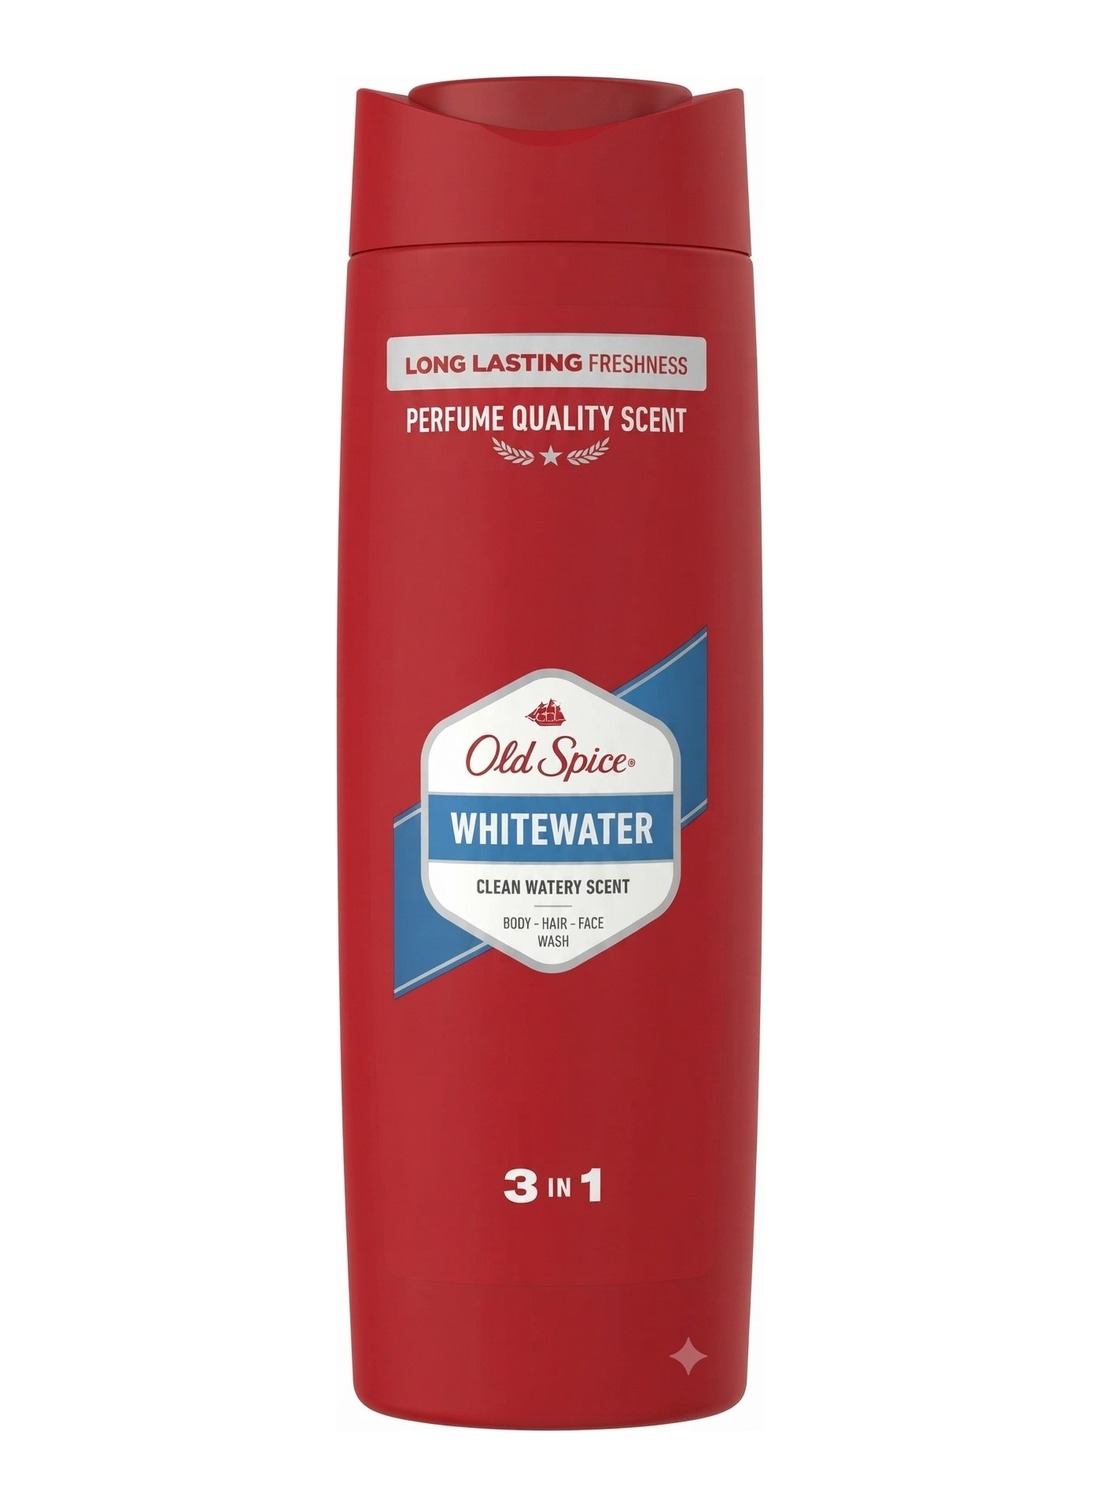 LONG LASTING FRESHNESS
PERFUME QUALITY SCENT
Old Spice®
WHITEWATER
CLEAN WATERY SCENT
BODY - HAIR - FACE
WASH
3 IN 1